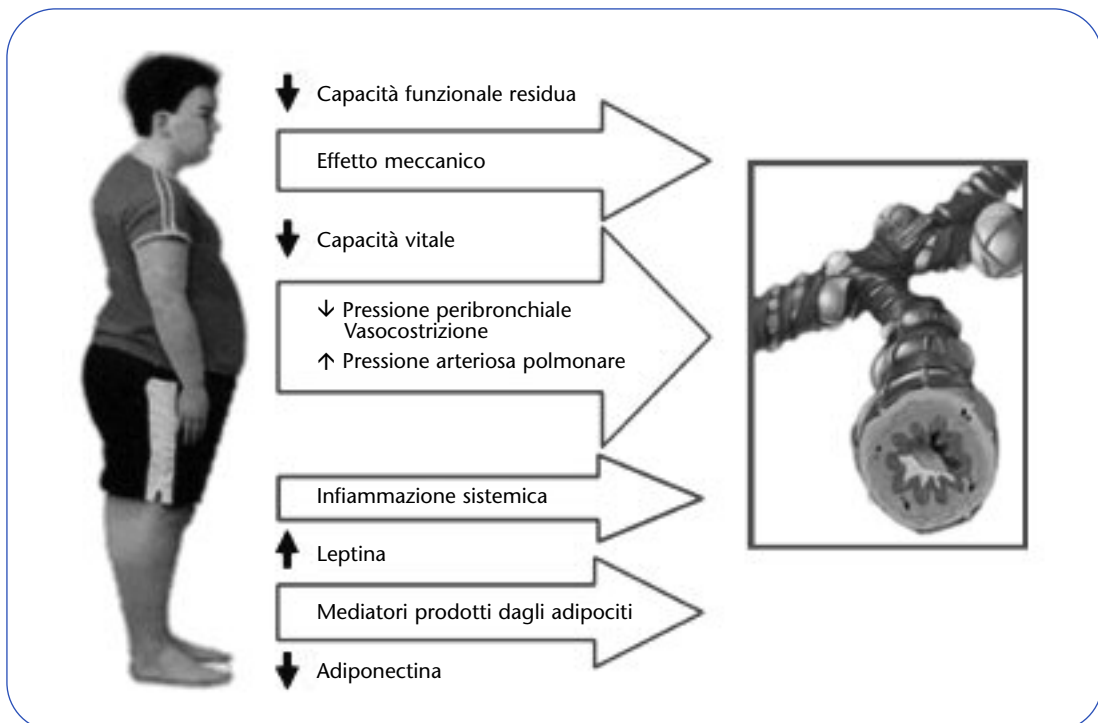 ↓ Capacità funzionale residua
Effetto meccanico
↓ Capacità vitale
↓ Pressione peribronchiale
Vasocostrizione
↑ Pressione arteriosa polmonare
Infiammazione sistemica
↑ Leptina
Mediatori prodotti dagli adipociti
↓ Adiponectina